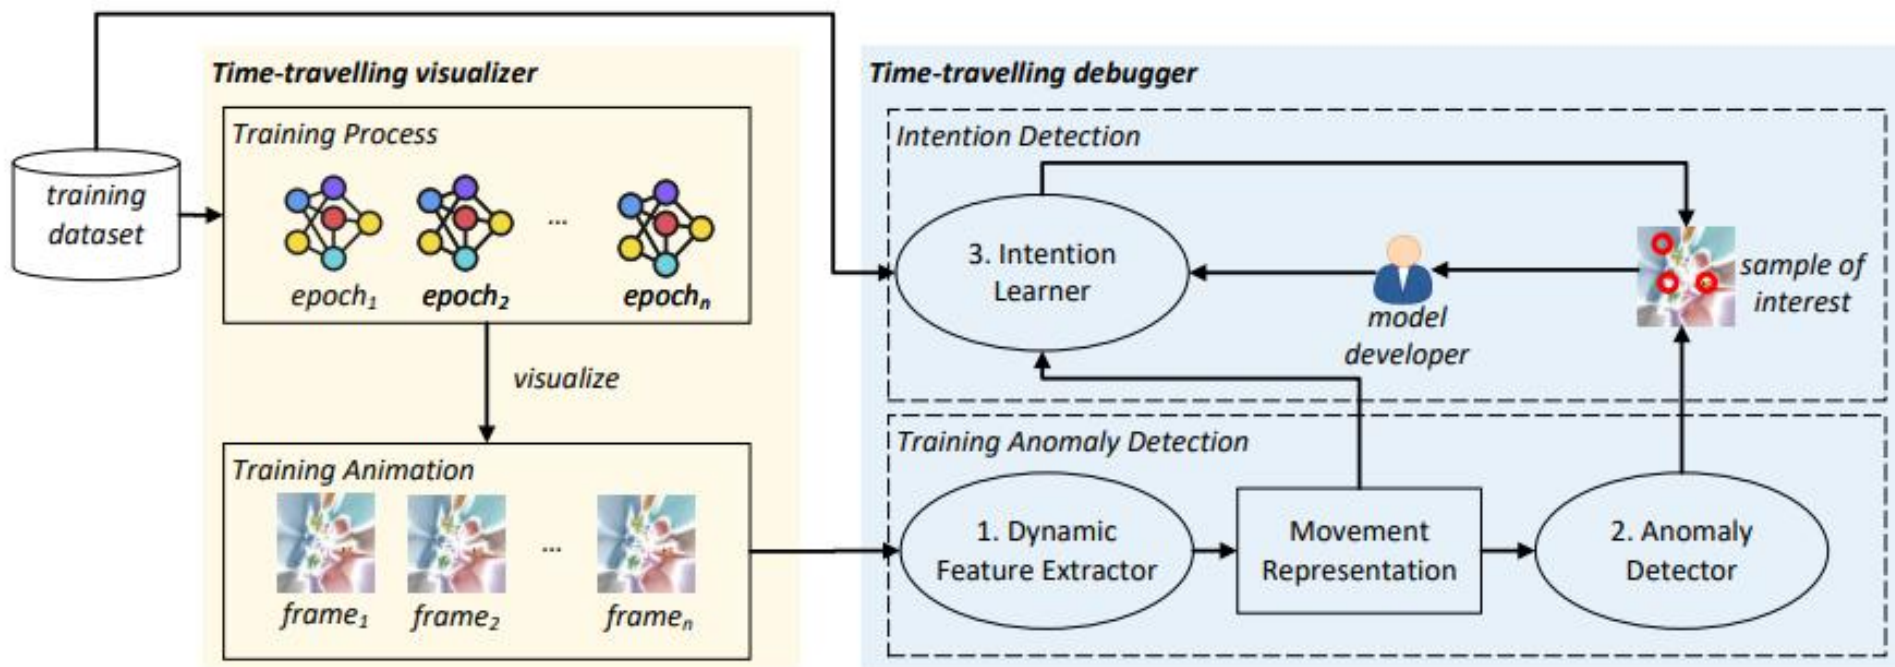 Time-travelling visualizer
Training Process
training
dataset
...
epoch₁
epoch₂
epochₙ
visualize
Training Animation
...
frame₁
frame₂
frameₙ
Time-travelling debugger
Intention Detection
3. Intention
Learner
model
developer
sample of
interest
Training Anomaly Detection
1. Dynamic
Feature Extractor
Movement
Representation
2. Anomaly
Detector